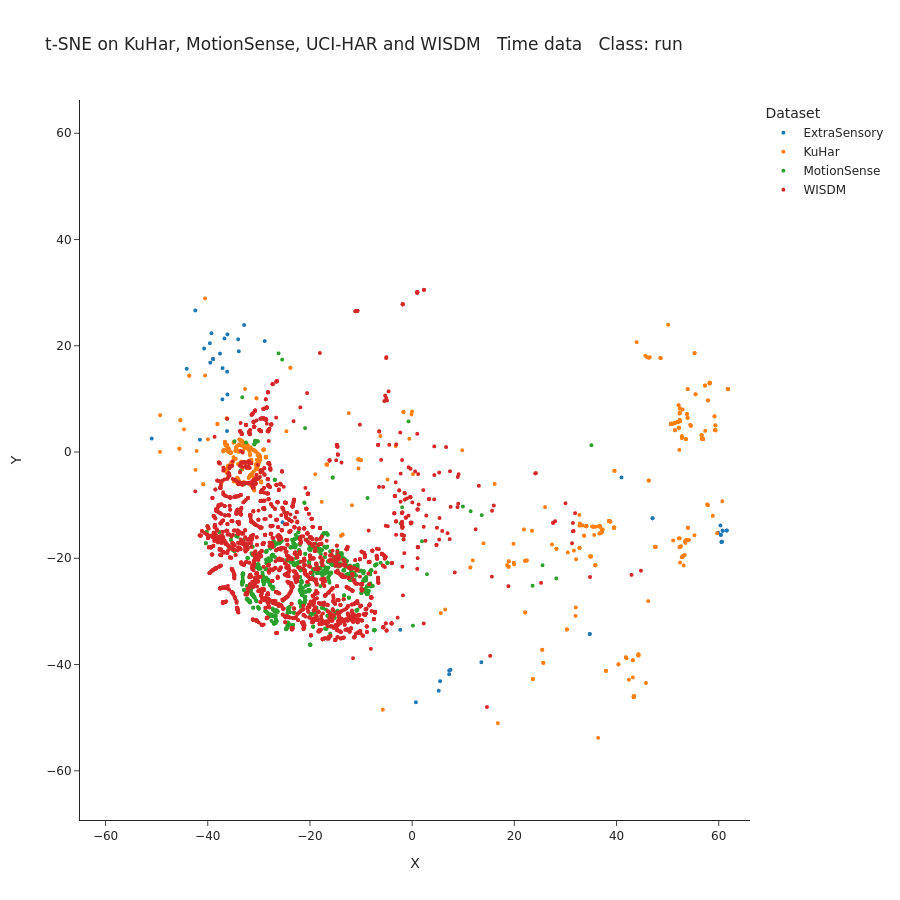 t-SNE on KuHar, MotionSense, UCI-HAR and WISDM   Time data   Class: run
Dataset
ExtraSensory
KuHar
MotionSense
WISDM
60
40
20
0
−20
−40
−60
Y
−60 −40 −20 0 20 40 60
X